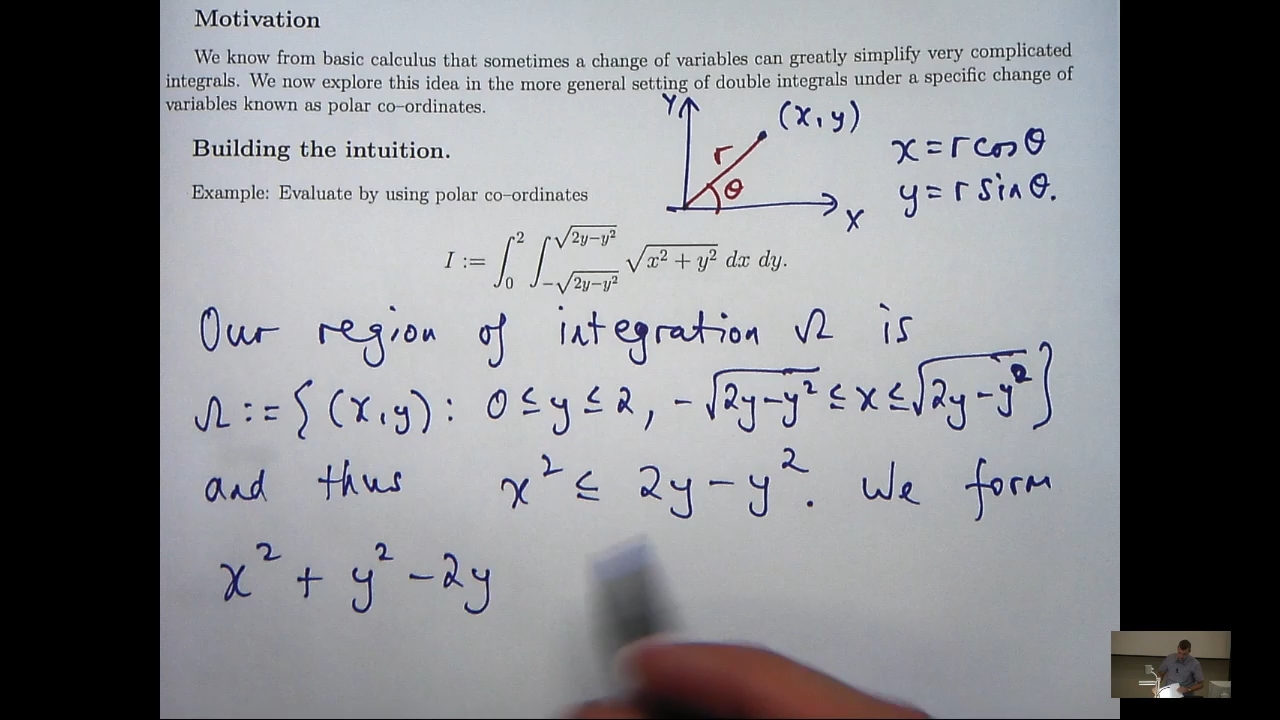 Motivation
We know from basic calculus that sometimes a change of variables can greatly simplify very complicated
integrals. We now explore this idea in the more general setting of double integrals under a specific change of
variables known as polar co–ordinates.
Y
(x,y)
r
θ
X
x = r cos θ
y = r sin θ.
Building the intuition.
Example: Evaluate by using polar co–ordinates
I := ∫_0^2 ∫_{-√(2y−y²)}^{√(2y−y²)} √(x² + y²) dx dy.
Our region of integration Ω is
Ω := {(x,y): 0 ≤ y ≤ 2, −√(2y−y²) ≤ x ≤ √(2y−y²)}
and thus x² ≤ 2y − y². We form
x² + y² − 2y